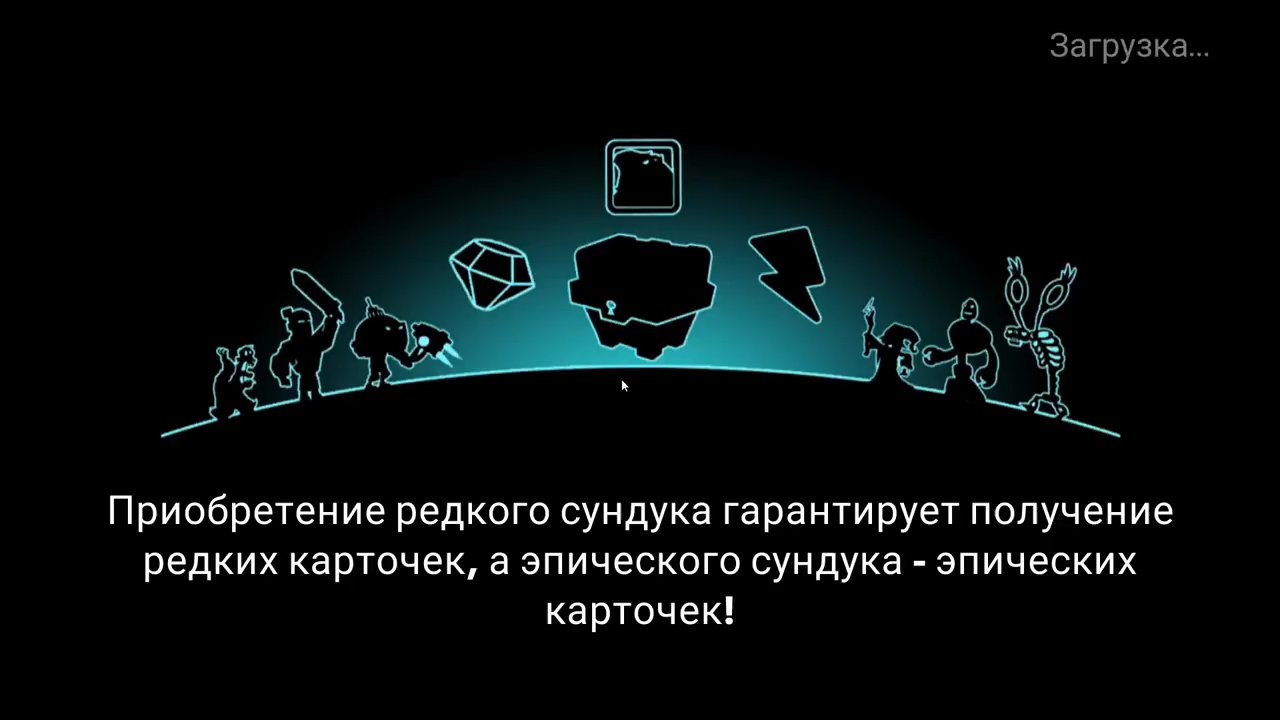 Загрузка...
Приобретение редкого сундука гарантирует получение
редких карточек, а эпического сундука - эпических
карточек!